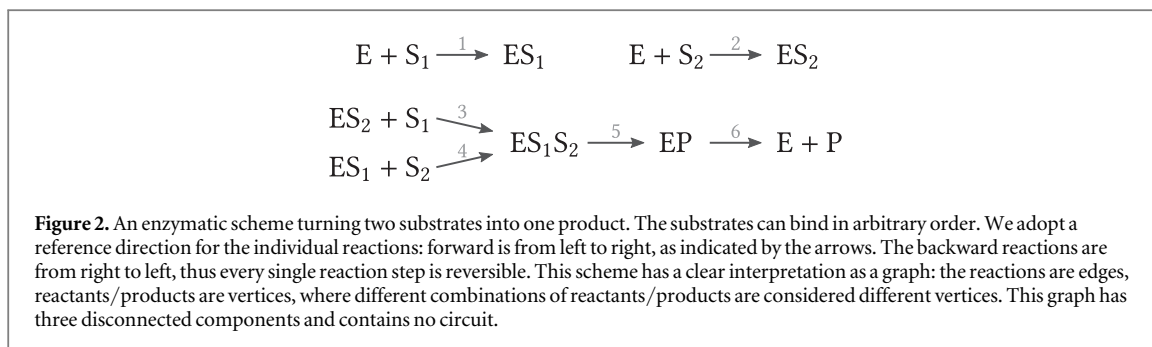 E + S₁ —1→ ES₁ E + S₂ —2→ ES₂
ES₂ + S₁ 3
ES₁S₂ —5→ EP —6→ E + P
ES₁ + S₂ 4
Figure 2. An enzymatic scheme turning two substrates into one product. The substrates can bind in arbitrary order. We adopt a
reference direction for the individual reactions: forward is from left to right, as indicated by the arrows. The backward reactions are
from right to left, thus every single reaction step is reversible. This scheme has a clear interpretation as a graph: the reactions are edges,
reactants/products are vertices, where different combinations of reactants/products are considered different vertices. This graph has
three disconnected components and contains no circuit.